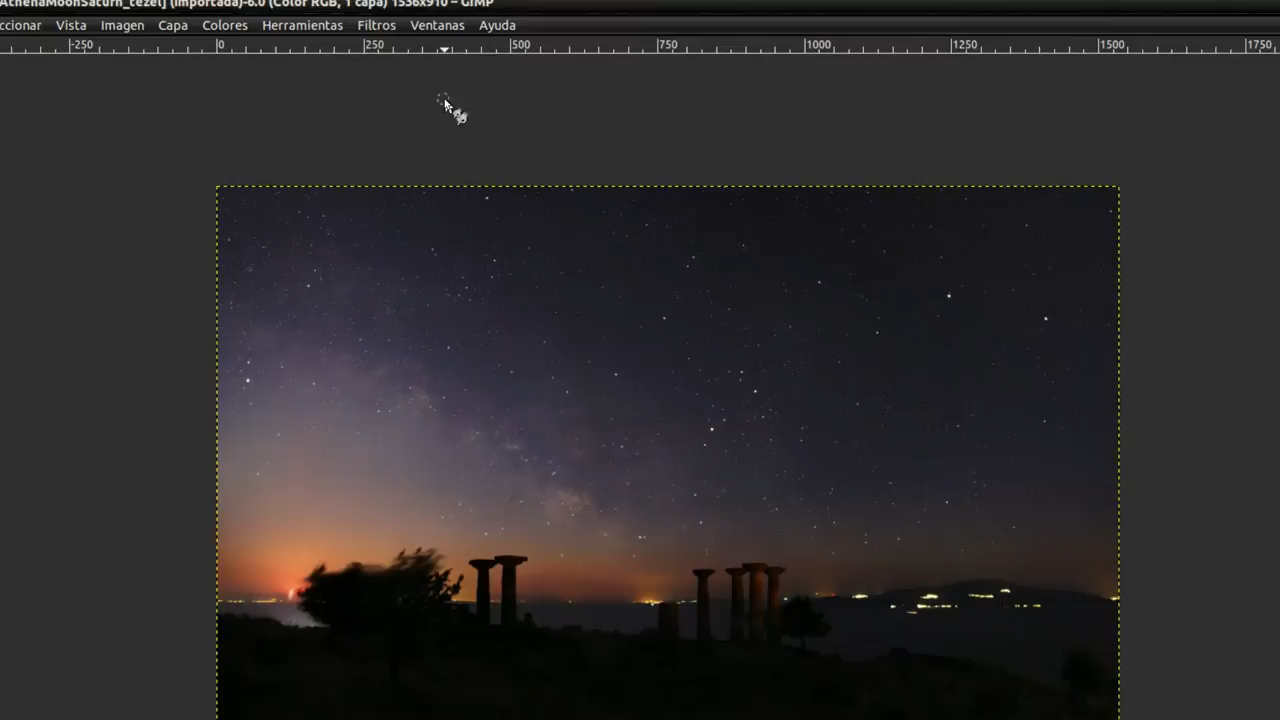 AthenaMoonSaturn_tezel] (importada)-6.0 (Color RGB, 1 capa) 1536x910 – GIMP
ccionar Vista Imagen Capa Colores Herramientas Filtros Ventanas Ayuda
-250 0 250 500 750 1000 1250 1500 1750